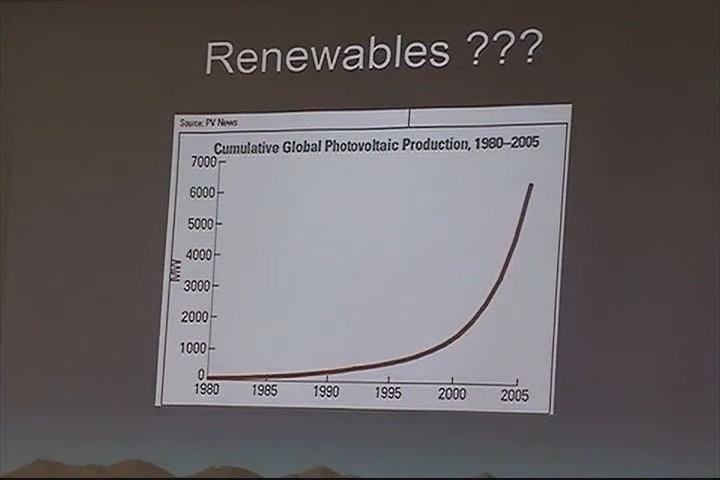 Renewables ???
Source: PV News
Cumulative Global Photovoltaic Production, 1980–2005
7000
6000
5000
4000
MW
3000
2000
1000
0
1980 1985 1990 1995 2000 2005